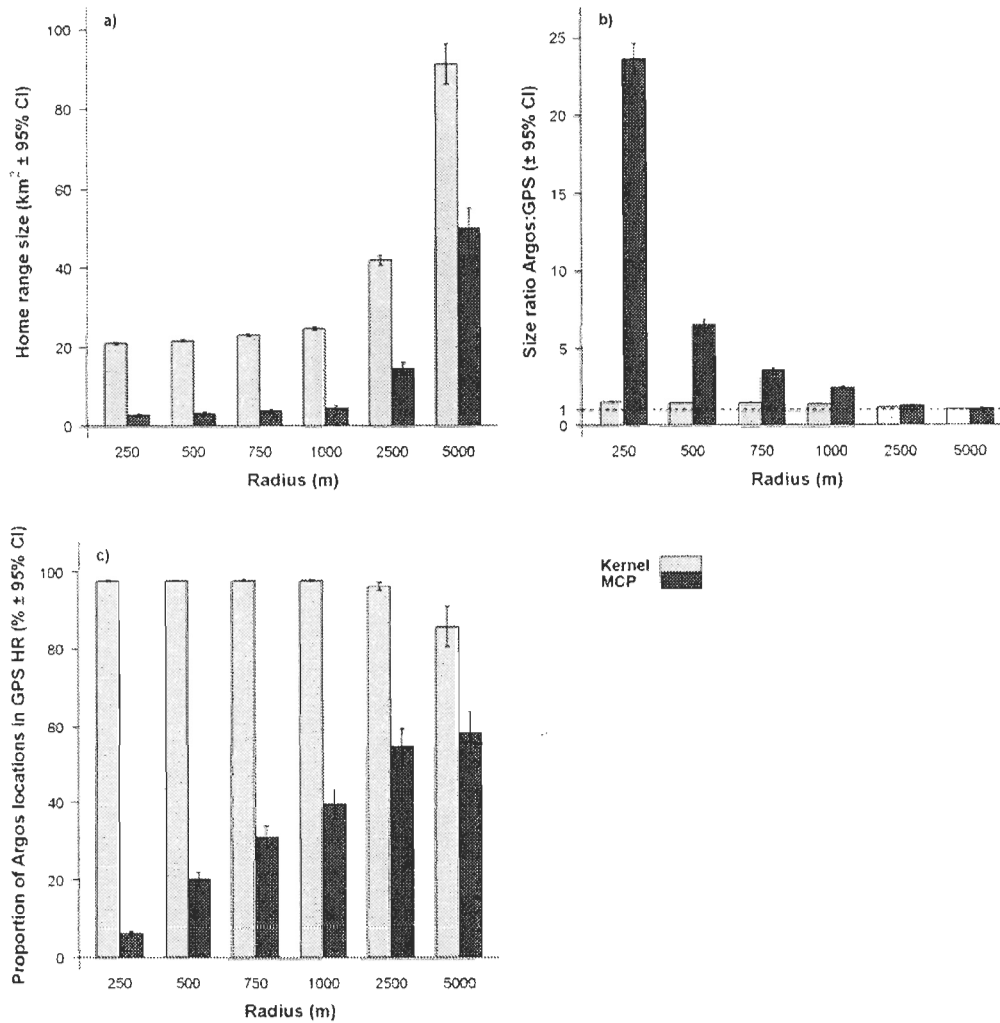 a)
Home range size (km² ± 95% CI)
100
80
60
40
20
0
250 500 750 1000 2500 5000
Radius (m)
b)
Size ratio Argos:GPS (± 95% CI)
25
20
15
10
5
1
0
250 500 750 1000 2500 5000
Radius (m)
c)
Proportion of Argos locations in GPS HR (% ± 95% CI)
100
80
60
40
20
0
250 500 750 1000 2500 5000
Radius (m)
Kernel
MCP